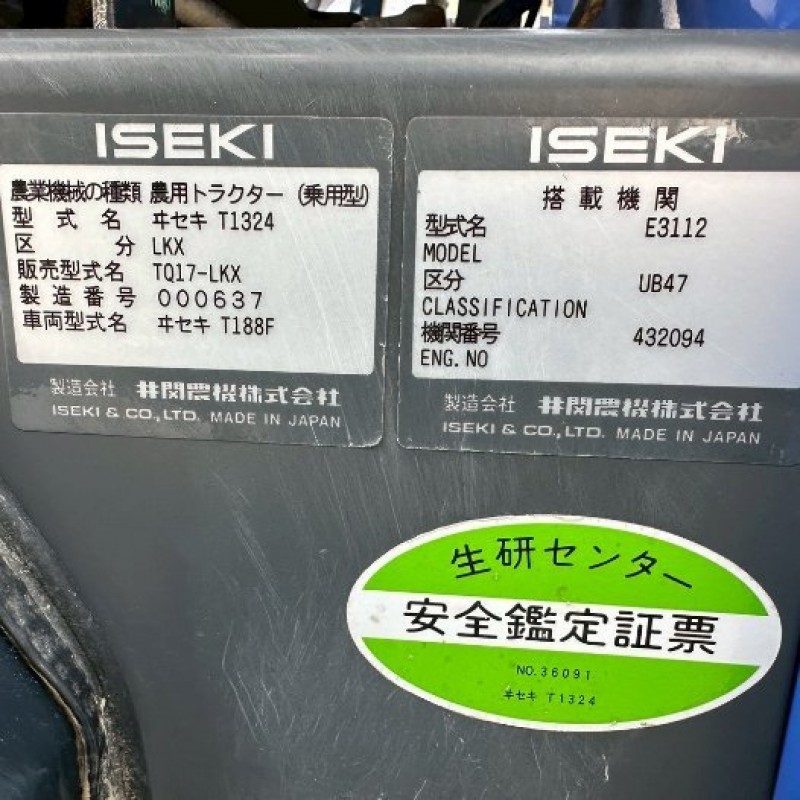 ISEKI
農業機械の種類 農用トラクター (乗用型)
型式名 ヰセキ T1324
区分 LKX
販売型式名 TQ17-LKX
製造番号 000637
車両型式名 ヰセキ T188F
製造会社 井関農機株式会社
ISEKI & CO.,LTD. MADE IN JAPAN
ISEKI
搭載機関
型式名 E3112
MODEL
区分 UB47
CLASSIFICATION
機関番号 432094
ENG.NO
製造会社 井関農機株式会社
ISEKI & CO.,LTD. MADE IN JAPAN
生研センター
安全鑑定証票
NO.36091
ヰセキ T1324